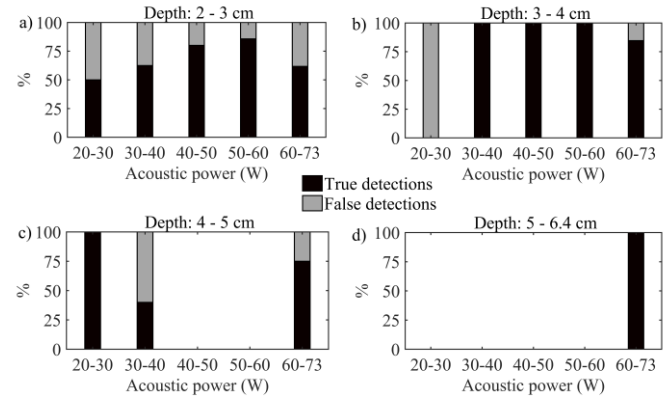 a) Depth: 2 - 3 cm
100
75
50
25
0
%
20-30 30-40 40-50 50-60 60-73
Acoustic power (W)
b) Depth: 3 - 4 cm
100
75
50
25
0
%
20-30 30-40 40-50 50-60 60-73
Acoustic power (W)
True detections
False detections
c) Depth: 4 - 5 cm
100
75
50
25
0
%
20-30 30-40 40-50 50-60 60-73
Acoustic power (W)
d) Depth: 5 - 6.4 cm
100
75
50
25
0
%
20-30 30-40 40-50 50-60 60-73
Acoustic power (W)